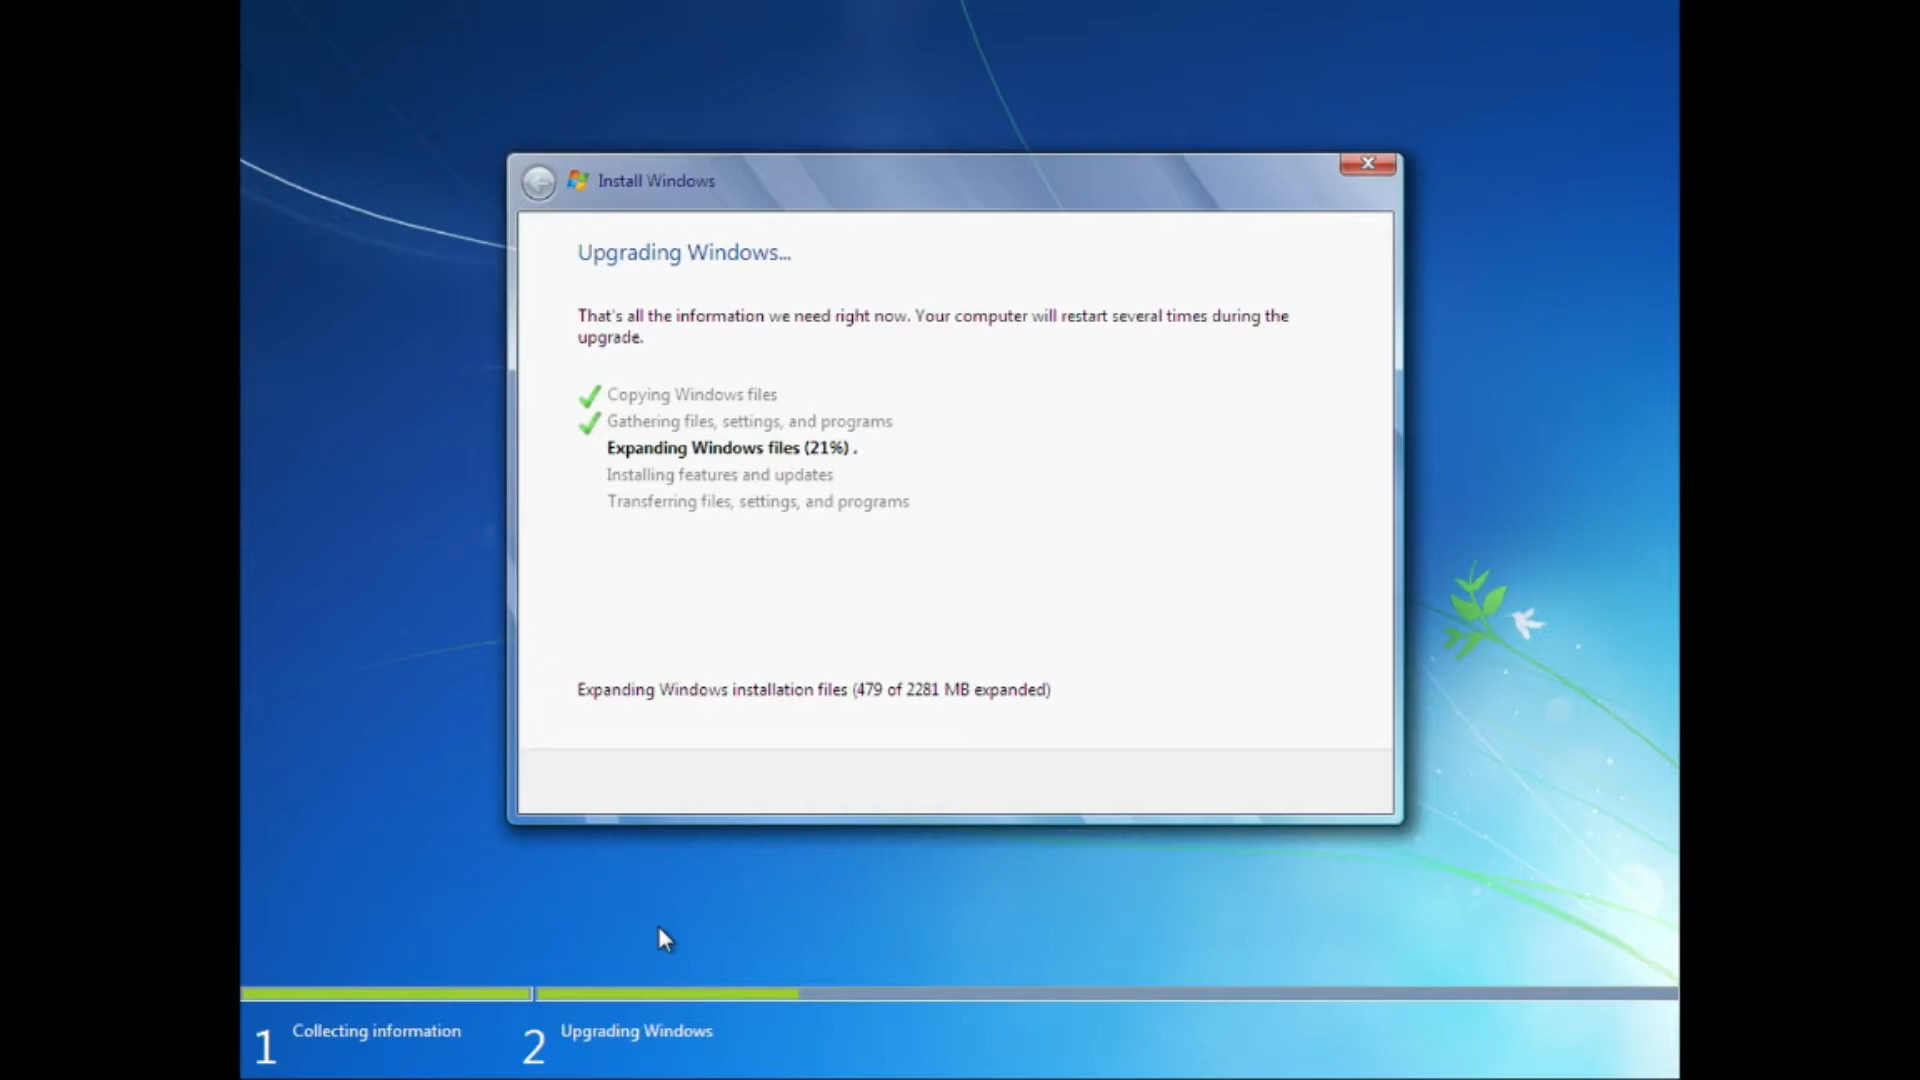 Install Windows
Upgrading Windows...
That's all the information we need right now. Your computer will restart several times during the
upgrade.
Copying Windows files
Gathering files, settings, and programs
Expanding Windows files (21%) .
Installing features and updates
Transferring files, settings, and programs
Expanding Windows installation files (479 of 2281 MB expanded)
1 Collecting information
2 Upgrading Windows